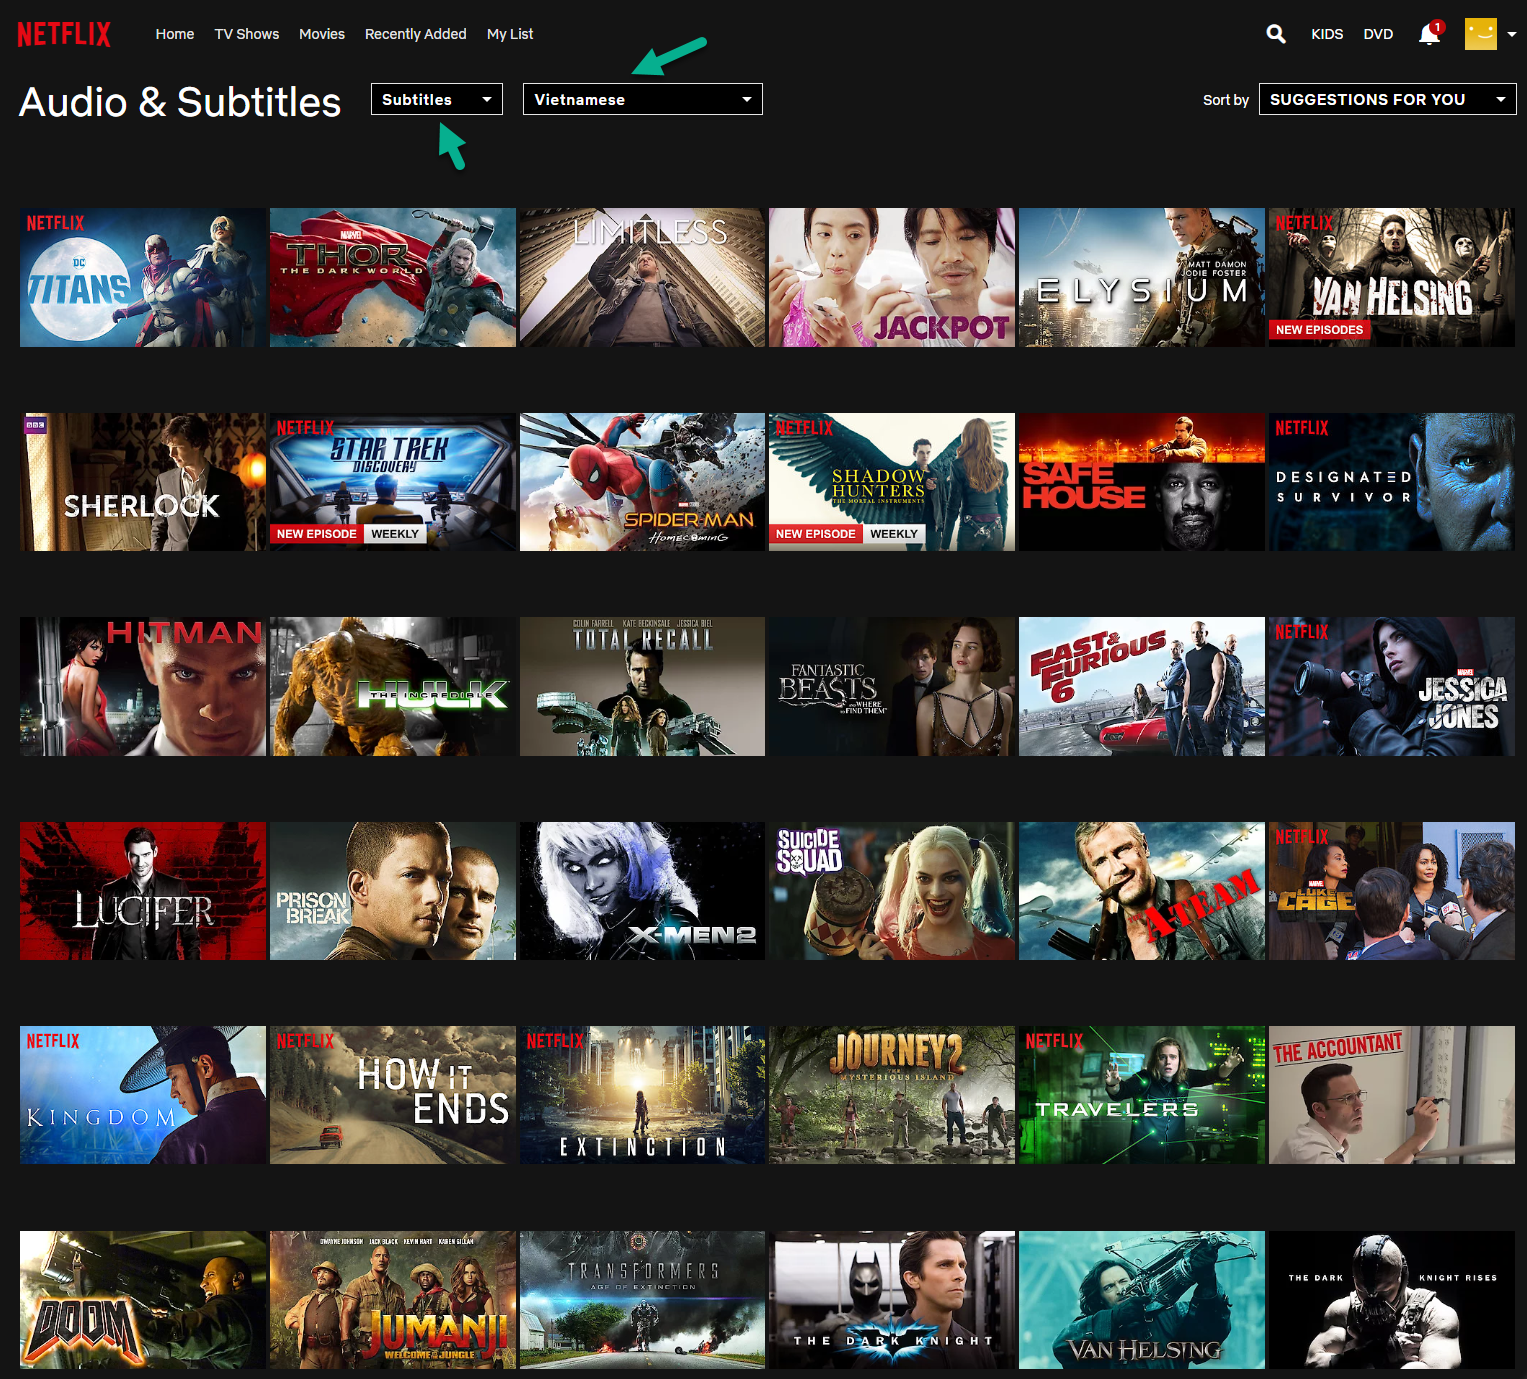 NETFLIX Home TV Shows Movies Recently Added My List KIDS DVD 1
Audio & Subtitles Subtitles Vietnamese Sort by SUGGESTIONS FOR YOU
NETFLIX
DC
TITANS
MARVEL
THOR
THE DARK WORLD
LIMITLESS
JACKPOT
MATT DAMON
JODIE FOSTER
ELYSIUM
NETFLIX
VAN HELSING
NEW EPISODES
BBC
SHERLOCK
NETFLIX
STAR TREK
DISCOVERY
NEW EPISODE WEEKLY
SPIDER-MAN
HOMECOMING
NETFLIX
SHADOW
HUNTERS
THE MORTAL INSTRUMENTS
NEW EPISODE WEEKLY
SAFE
HOUSE
NETFLIX
DESIGNATED
SURVIVOR
HITMAN
THE INCREDIBLE
HULK
COLIN FARRELL KATE BECKINSALE JESSICA BIEL
TOTAL RECALL
FANTASTIC
BEASTS
AND WHERE
TO FIND THEM
FAST &
FURIOUS
6
NETFLIX
MARVEL
JESSICA
JONES
LUCIFER
PRISON
BREAK
X-MEN 2
SUICIDE
SQUAD
THE A-TEAM
NETFLIX
MARVEL
LUKE
CAGE
NETFLIX
KINGDOM
NETFLIX
HOW IT
ENDS
NETFLIX
EXTINCTION
JOURNEY 2
THE
MYSTERIOUS ISLAND
NETFLIX
TRAVELERS
THE ACCOUNTANT
DOOM
DWAYNE JOHNSON JACK BLACK KEVIN HART KAREN GILLAN
JUMANJI
WELCOME TO THE JUNGLE
TRANSFORMERS
AGE OF EXTINCTION
THE DARK KNIGHT
VAN HELSING
THE DARK KNIGHT RISES